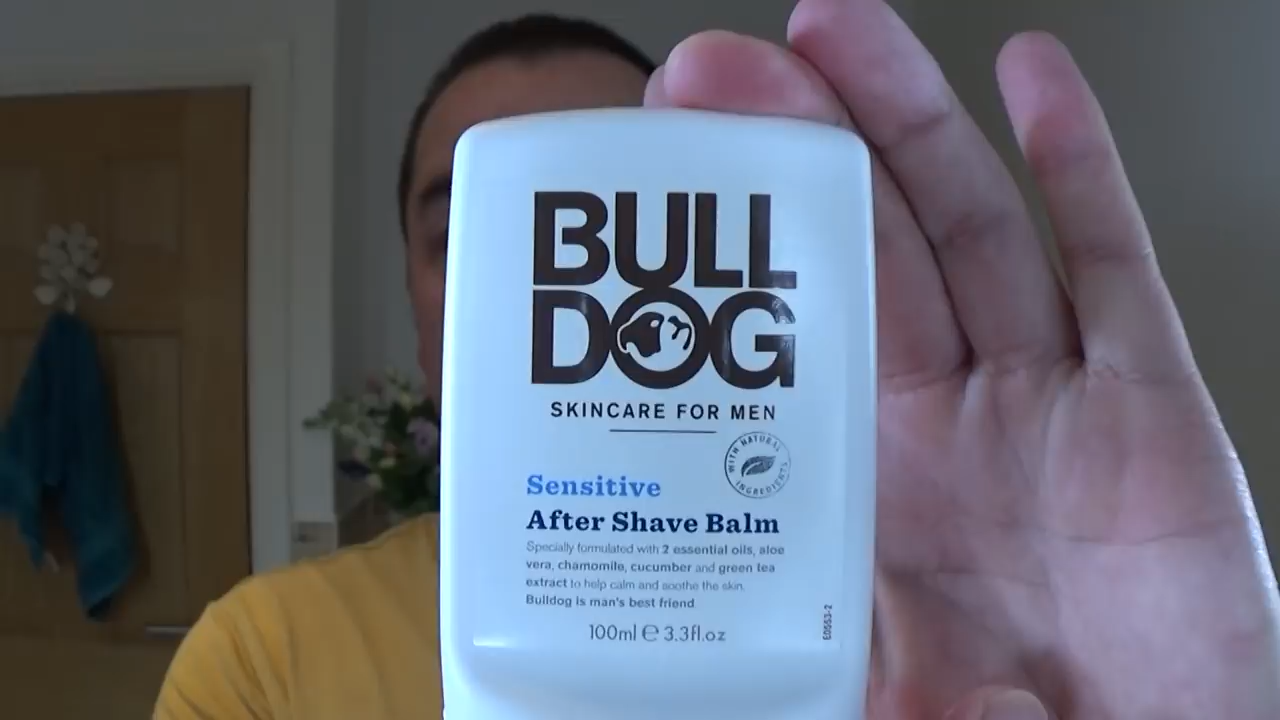 BULL
DOG
SKINCARE FOR MEN
WITH NATURAL
INGREDIENTS
Sensitive
After Shave Balm
Specially formulated with 2 essential oils, aloe
vera, chamomile, cucumber and green tea
extract to help calm and soothe the skin.
Bulldog is man's best friend
100ml ℮ 3.3fl.oz
E0553-2